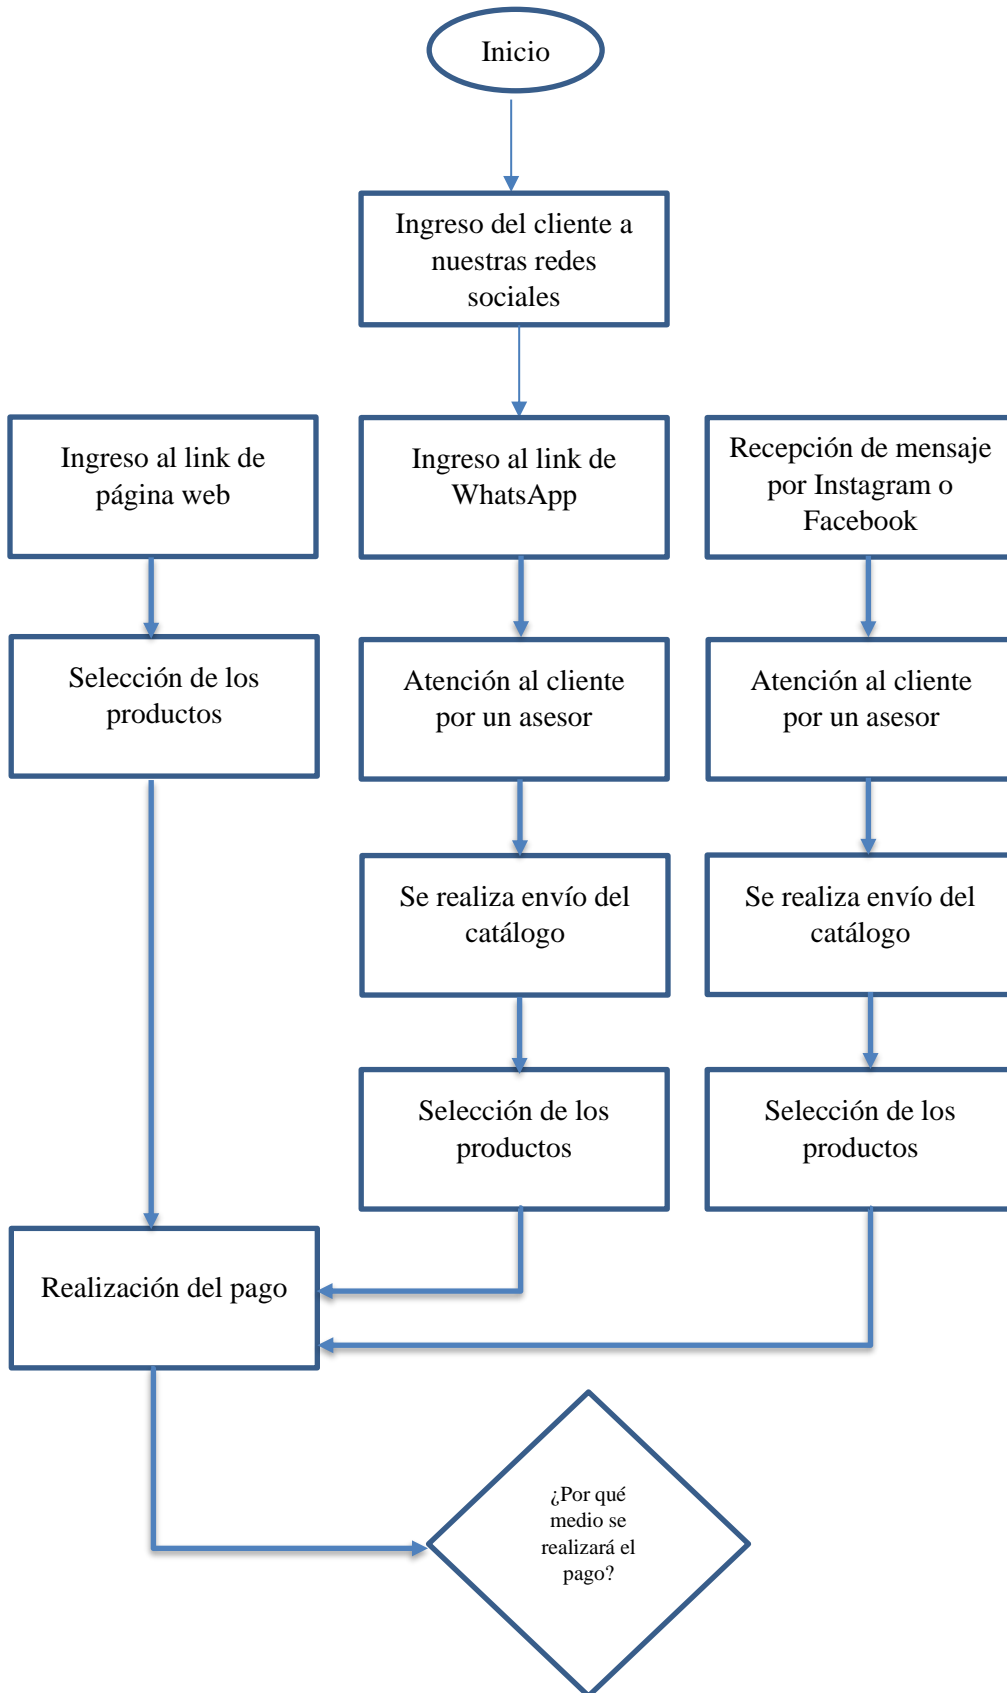 Inicio
Ingreso del cliente a
nuestras redes
sociales
Ingreso al link de
página web
Ingreso al link de
WhatsApp
Recepción de mensaje
por Instagram o
Facebook
Selección de los
productos
Atención al cliente
por un asesor
Atención al cliente
por un asesor
Se realiza envío del
catálogo
Se realiza envío del
catálogo
Selección de los
productos
Selección de los
productos
Realización del pago
¿Por qué
medio se
realizará el
pago?